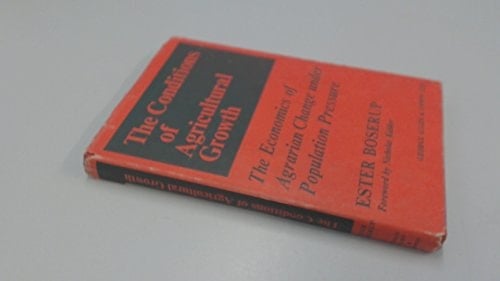 The Conditions
of
Agricultural
Growth
The Economics of
Agrarian Change under
Population Pressure
ESTER BOSERUP
Foreword by Nicholas Kaldor
The Conditions of Agricultural Growth